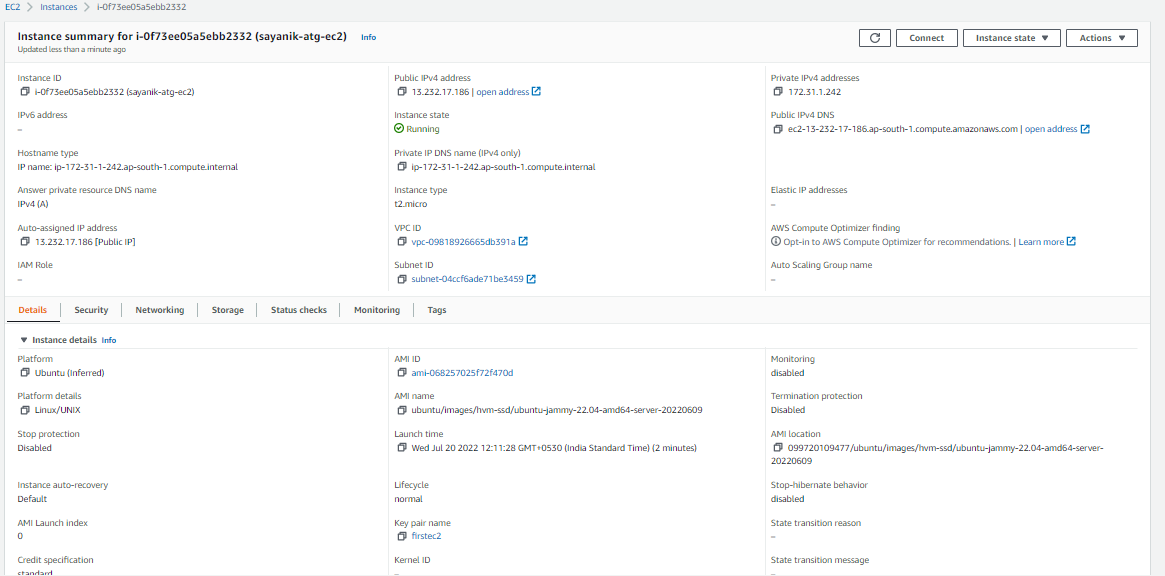 EC2 > Instances > i-0f73ee05a5ebb2332
Instance summary for i-0f73ee05a5ebb2332 (sayanik-atg-ec2) Info
Updated less than a minute ago
Connect
Instance state
Actions
Instance ID
i-0f73ee05a5ebb2332 (sayanik-atg-ec2)
Public IPv4 address
13.232.17.186 | open address
Private IPv4 addresses
172.31.1.242
IPv6 address
–
Instance state
Running
Public IPv4 DNS
ec2-13-232-17-186.ap-south-1.compute.amazonaws.com | open address
Hostname type
IP name: ip-172-31-1-242.ap-south-1.compute.internal
Private IP DNS name (IPv4 only)
ip-172-31-1-242.ap-south-1.compute.internal
Answer private resource DNS name
IPv4 (A)
Instance type
t2.micro
Elastic IP addresses
–
Auto-assigned IP address
13.232.17.186 [Public IP]
VPC ID
vpc-09818926665db391a
AWS Compute Optimizer finding
Opt-in to AWS Compute Optimizer for recommendations. | Learn more
IAM Role
–
Subnet ID
subnet-04ccf6ade71be3459
Auto Scaling Group name
–
Details
Security
Networking
Storage
Status checks
Monitoring
Tags
Instance details Info
Platform
Ubuntu (Inferred)
AMI ID
ami-068257025f72f470d
Monitoring
disabled
Platform details
Linux/UNIX
AMI name
ubuntu/images/hvm-ssd/ubuntu-jammy-22.04-amd64-server-20220609
Termination protection
Disabled
Stop protection
Disabled
Launch time
Wed Jul 20 2022 12:11:28 GMT+0530 (India Standard Time) (2 minutes)
AMI location
099720109477/ubuntu/images/hvm-ssd/ubuntu-jammy-22.04-amd64-server-
20220609
Instance auto-recovery
Default
Lifecycle
normal
Stop-hibernate behavior
disabled
AMI Launch index
0
Key pair name
firstec2
State transition reason
–
Credit specification
standard
Kernel ID
–
State transition message
–